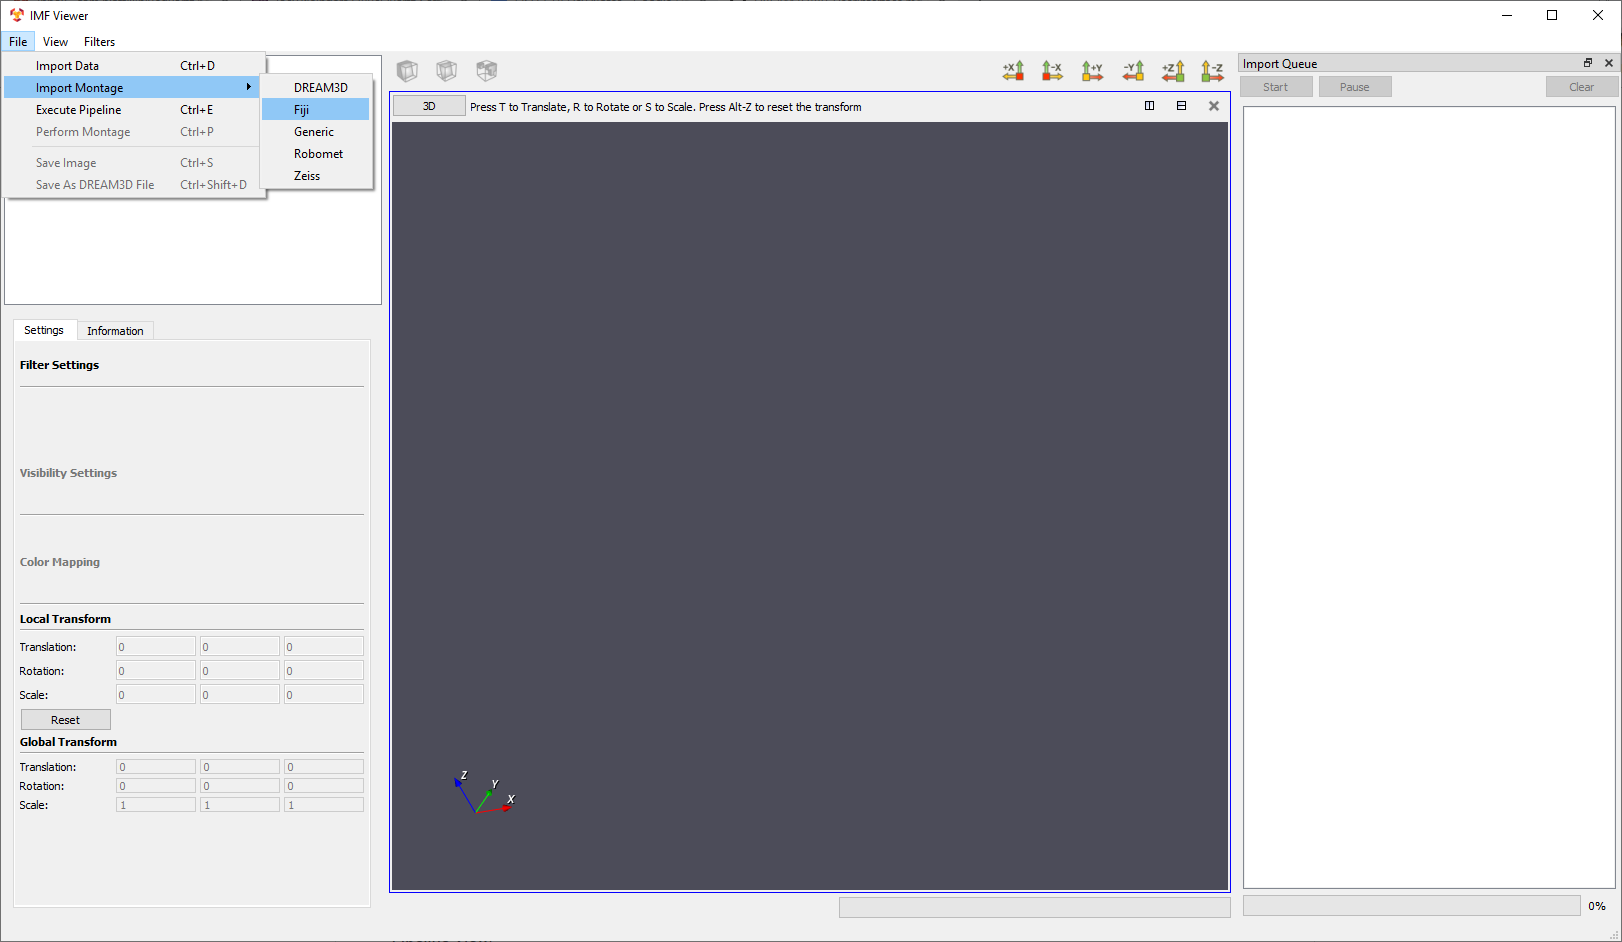 IMF Viewer
File View Filters
Import Data Ctrl+D
Import Montage
Execute Pipeline Ctrl+E
Perform Montage Ctrl+P
Save Image Ctrl+S
Save As DREAM3D File Ctrl+Shift+D
DREAM3D
Fiji
Generic
Robomet
Zeiss
+X -X +Y -Y +Z -Z
3D Press T to Translate, R to Rotate or S to Scale. Press Alt-Z to reset the transform
Z
Y
X
Import Queue
Start Pause Clear
0%
Settings Information
Filter Settings
Visibility Settings
Color Mapping
Local Transform
Translation: 0 0 0
Rotation: 0 0 0
Scale: 0 0 0
Reset
Global Transform
Translation: 0 0 0
Rotation: 0 0 0
Scale: 1 1 1